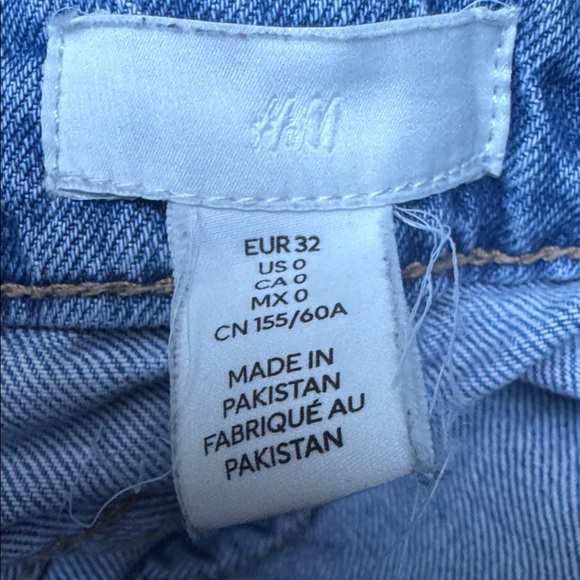 H&M
EUR 32
US 0
CA 0
MX 0
CN 155/60A
MADE IN
PAKISTAN
FABRIQUÉ AU
PAKISTAN